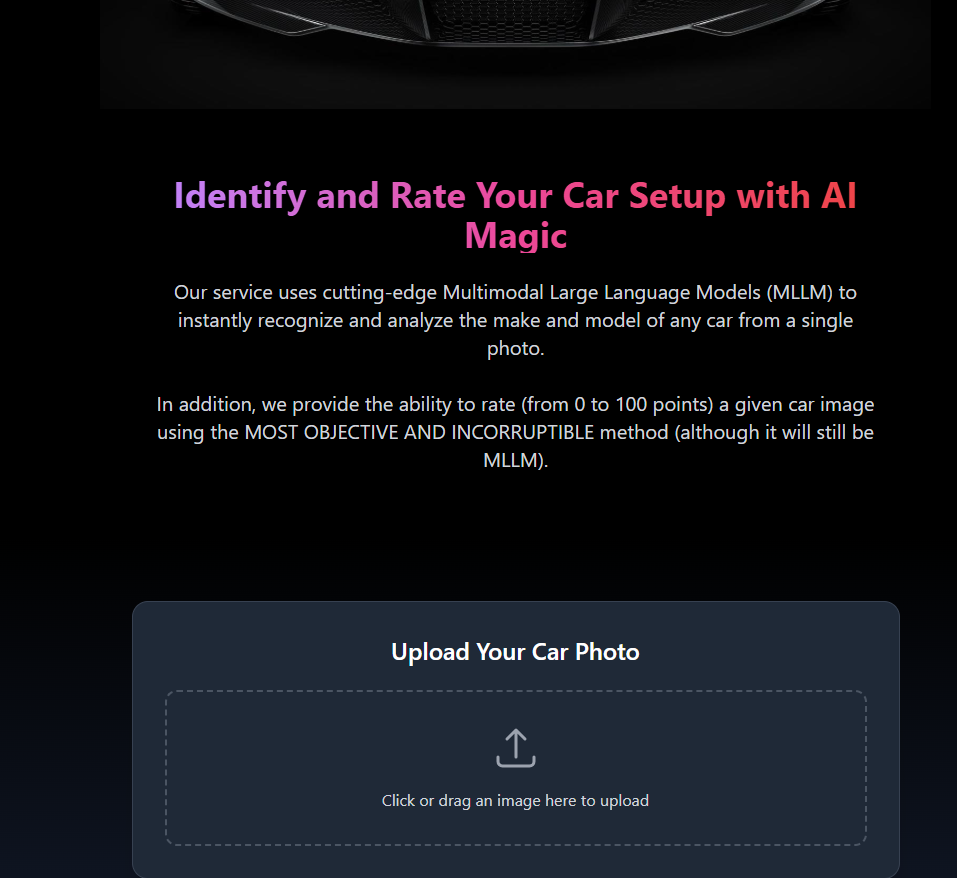 Identify and Rate Your Car Setup with AI
Magic
Our service uses cutting-edge Multimodal Large Language Models (MLLM) to
instantly recognize and analyze the make and model of any car from a single
photo.
In addition, we provide the ability to rate (from 0 to 100 points) a given car image
using the MOST OBJECTIVE AND INCORRUPTIBLE method (although it will still be
MLLM).
Upload Your Car Photo
Click or drag an image here to upload